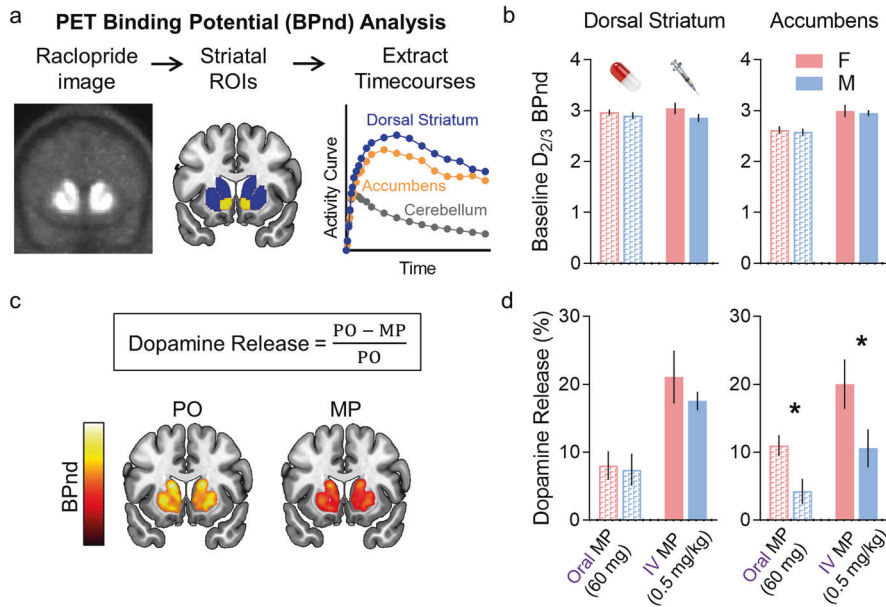 a
PET Binding Potential (BPnd) Analysis
Raclopride
image
Striatal
ROIs
Extract
Timecourses
Activity Curve
Dorsal Striatum
Accumbens
Cerebellum
Time
b
Dorsal Striatum
Accumbens
Baseline D2/3 BPnd
4
3
2
1
0
4
3
2
1
0
F
M
c
Dopamine Release = PO − MP
PO
PO
MP
BPnd
d
Dopamine Release (%)
30
20
10
0
30
20
10
0
*
*
Oral MP
(60 mg)
IV MP
(0.5 mg/kg)
Oral MP
(60 mg)
IV MP
(0.5 mg/kg)